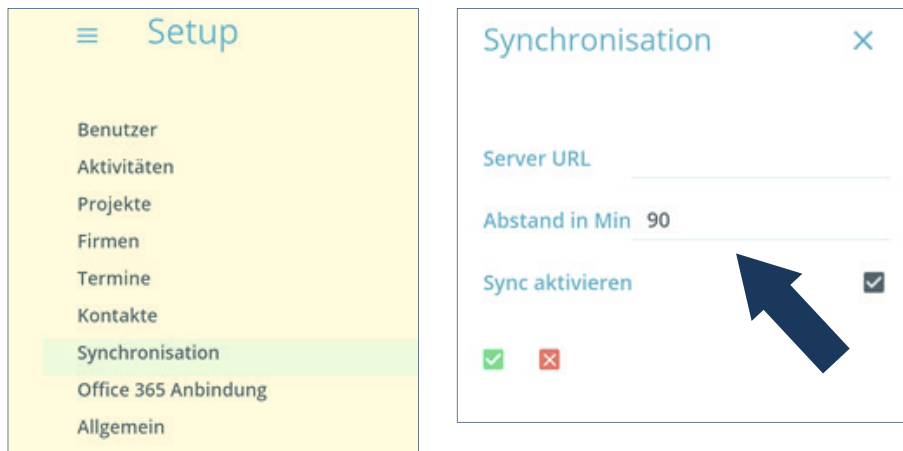 Setup
Benutzer
Aktivitäten
Projekte
Firmen
Termine
Kontakte
Synchronisation
Office 365 Anbindung
Allgemein
Synchronisation
Server URL
Abstand in Min 90
Sync aktivieren